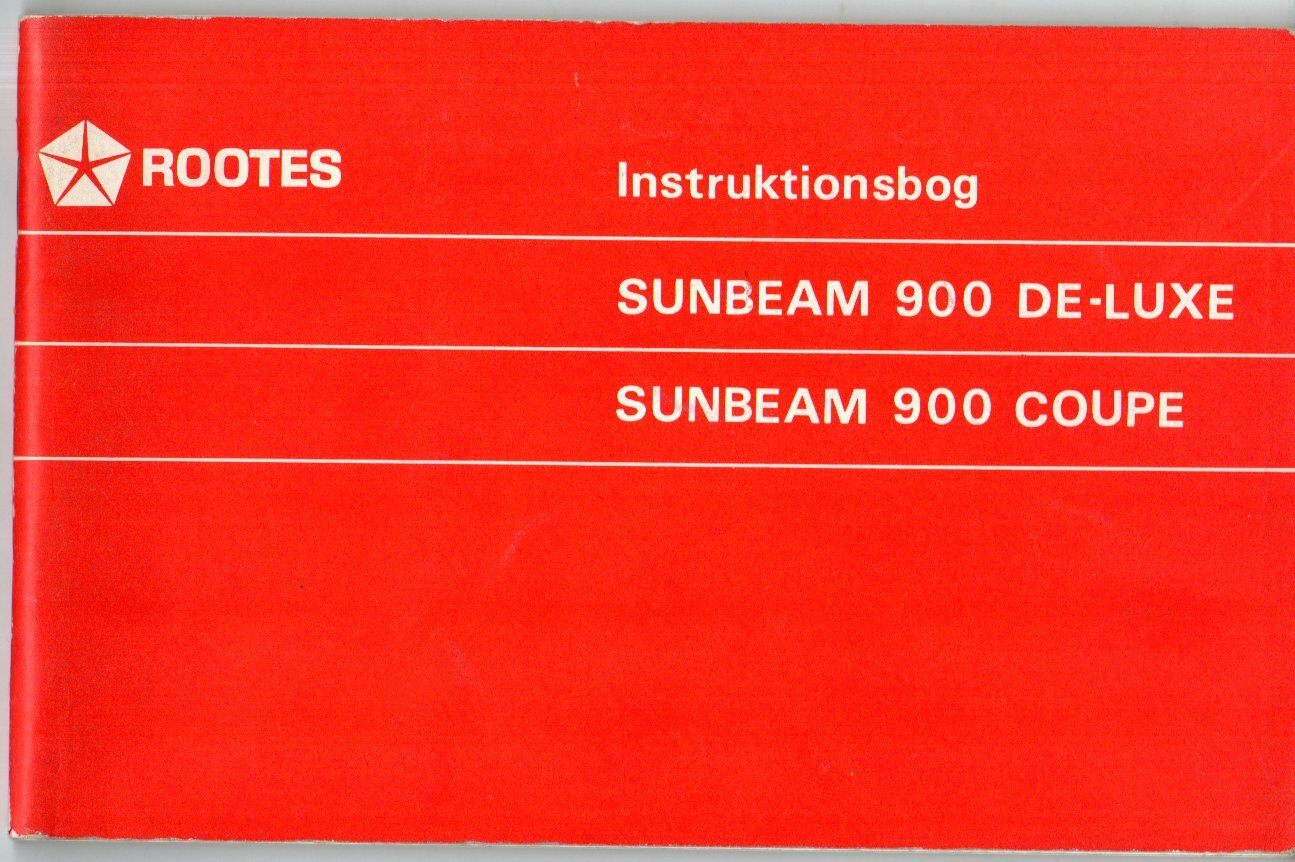 ROOTES
Instruktionsbog
SUNBEAM 900 DE-LUXE
SUNBEAM 900 COUPE